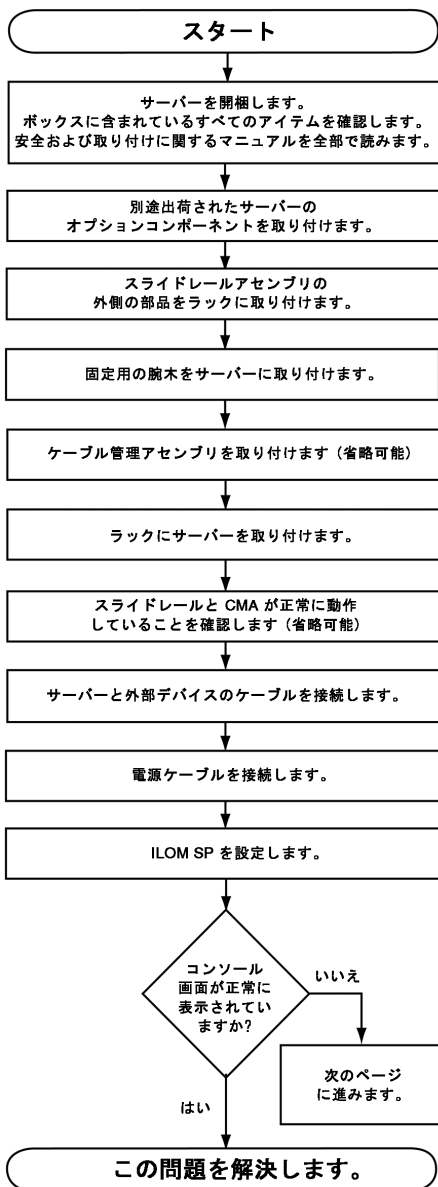 スタート
サーバーを開梱します。
ボックスに含まれているすべてのアイテムを確認します。
安全および取り付けに関するマニュアルを全部で読みます。
別途出荷されたサーバーの
オプションコンポーネントを取り付けます。
スライドレールアセンブリの
外側の部品をラックに取り付けます。
固定用の腕木をサーバーに取り付けます。
ケーブル管理アセンブリを取り付けます（省略可能）
ラックにサーバーを取り付けます。
スライドレールと CMA が正常に動作
していることを確認します（省略可能）
サーバーと外部デバイスのケーブルを接続します。
電源ケーブルを接続します。
ILOM SP を設定します。
コンソール
画面が正常に
表示されてい
ますか?
いいえ
次のページ
に進みます。
はい
この問題を解決します。